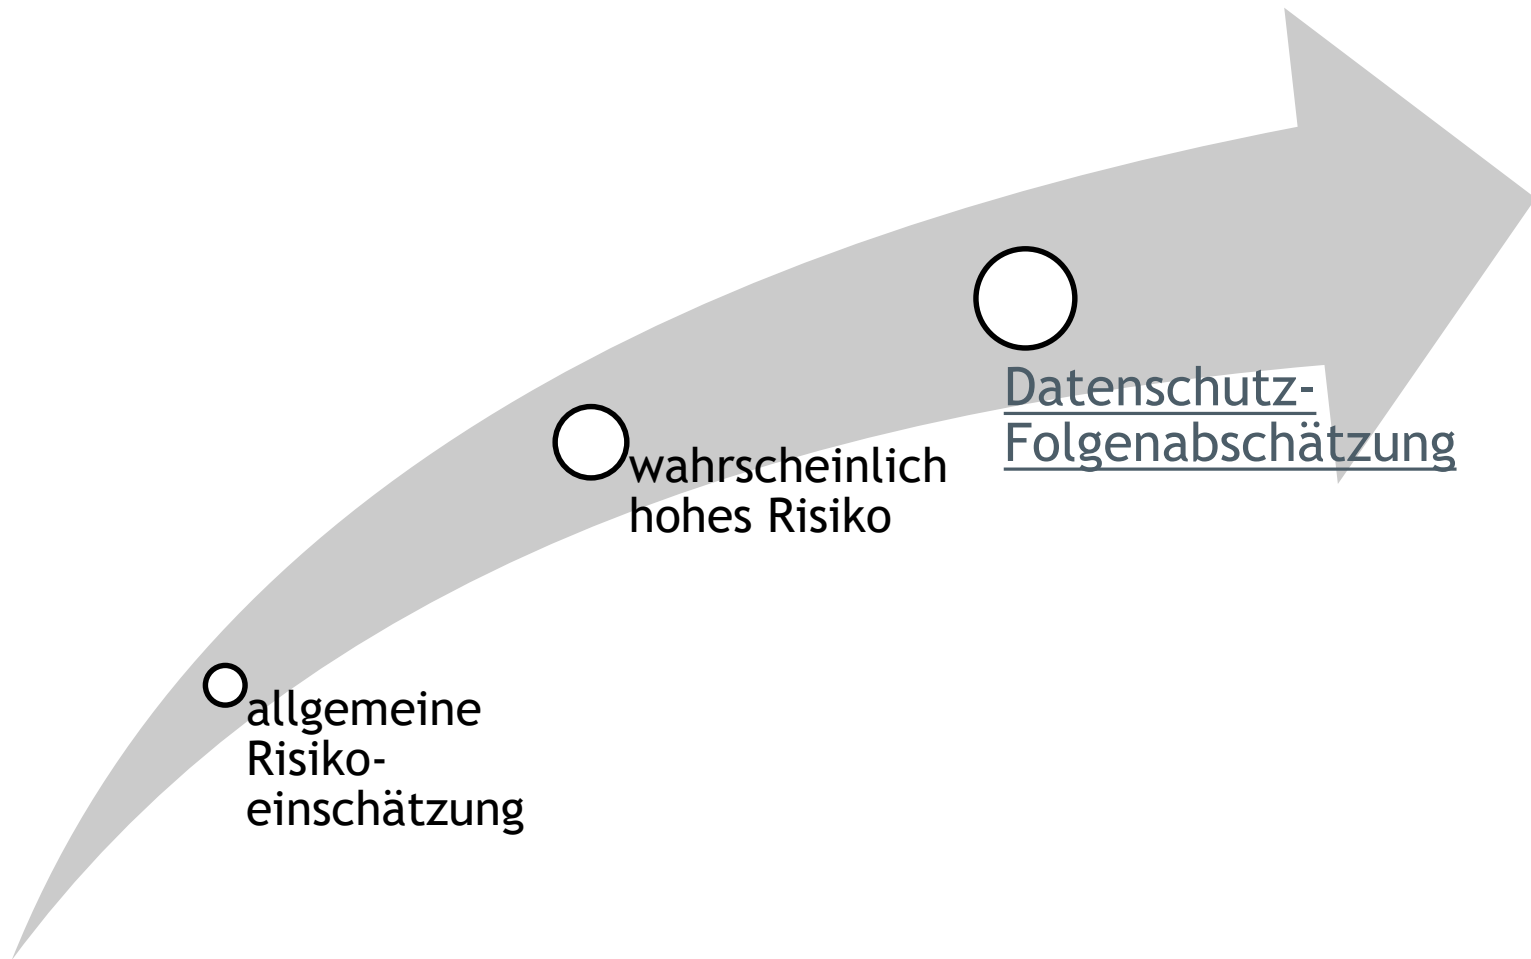 Datenschutz-
Folgenabschätzung
wahrscheinlich
hohes Risiko
allgemeine
Risiko-
einschätzung